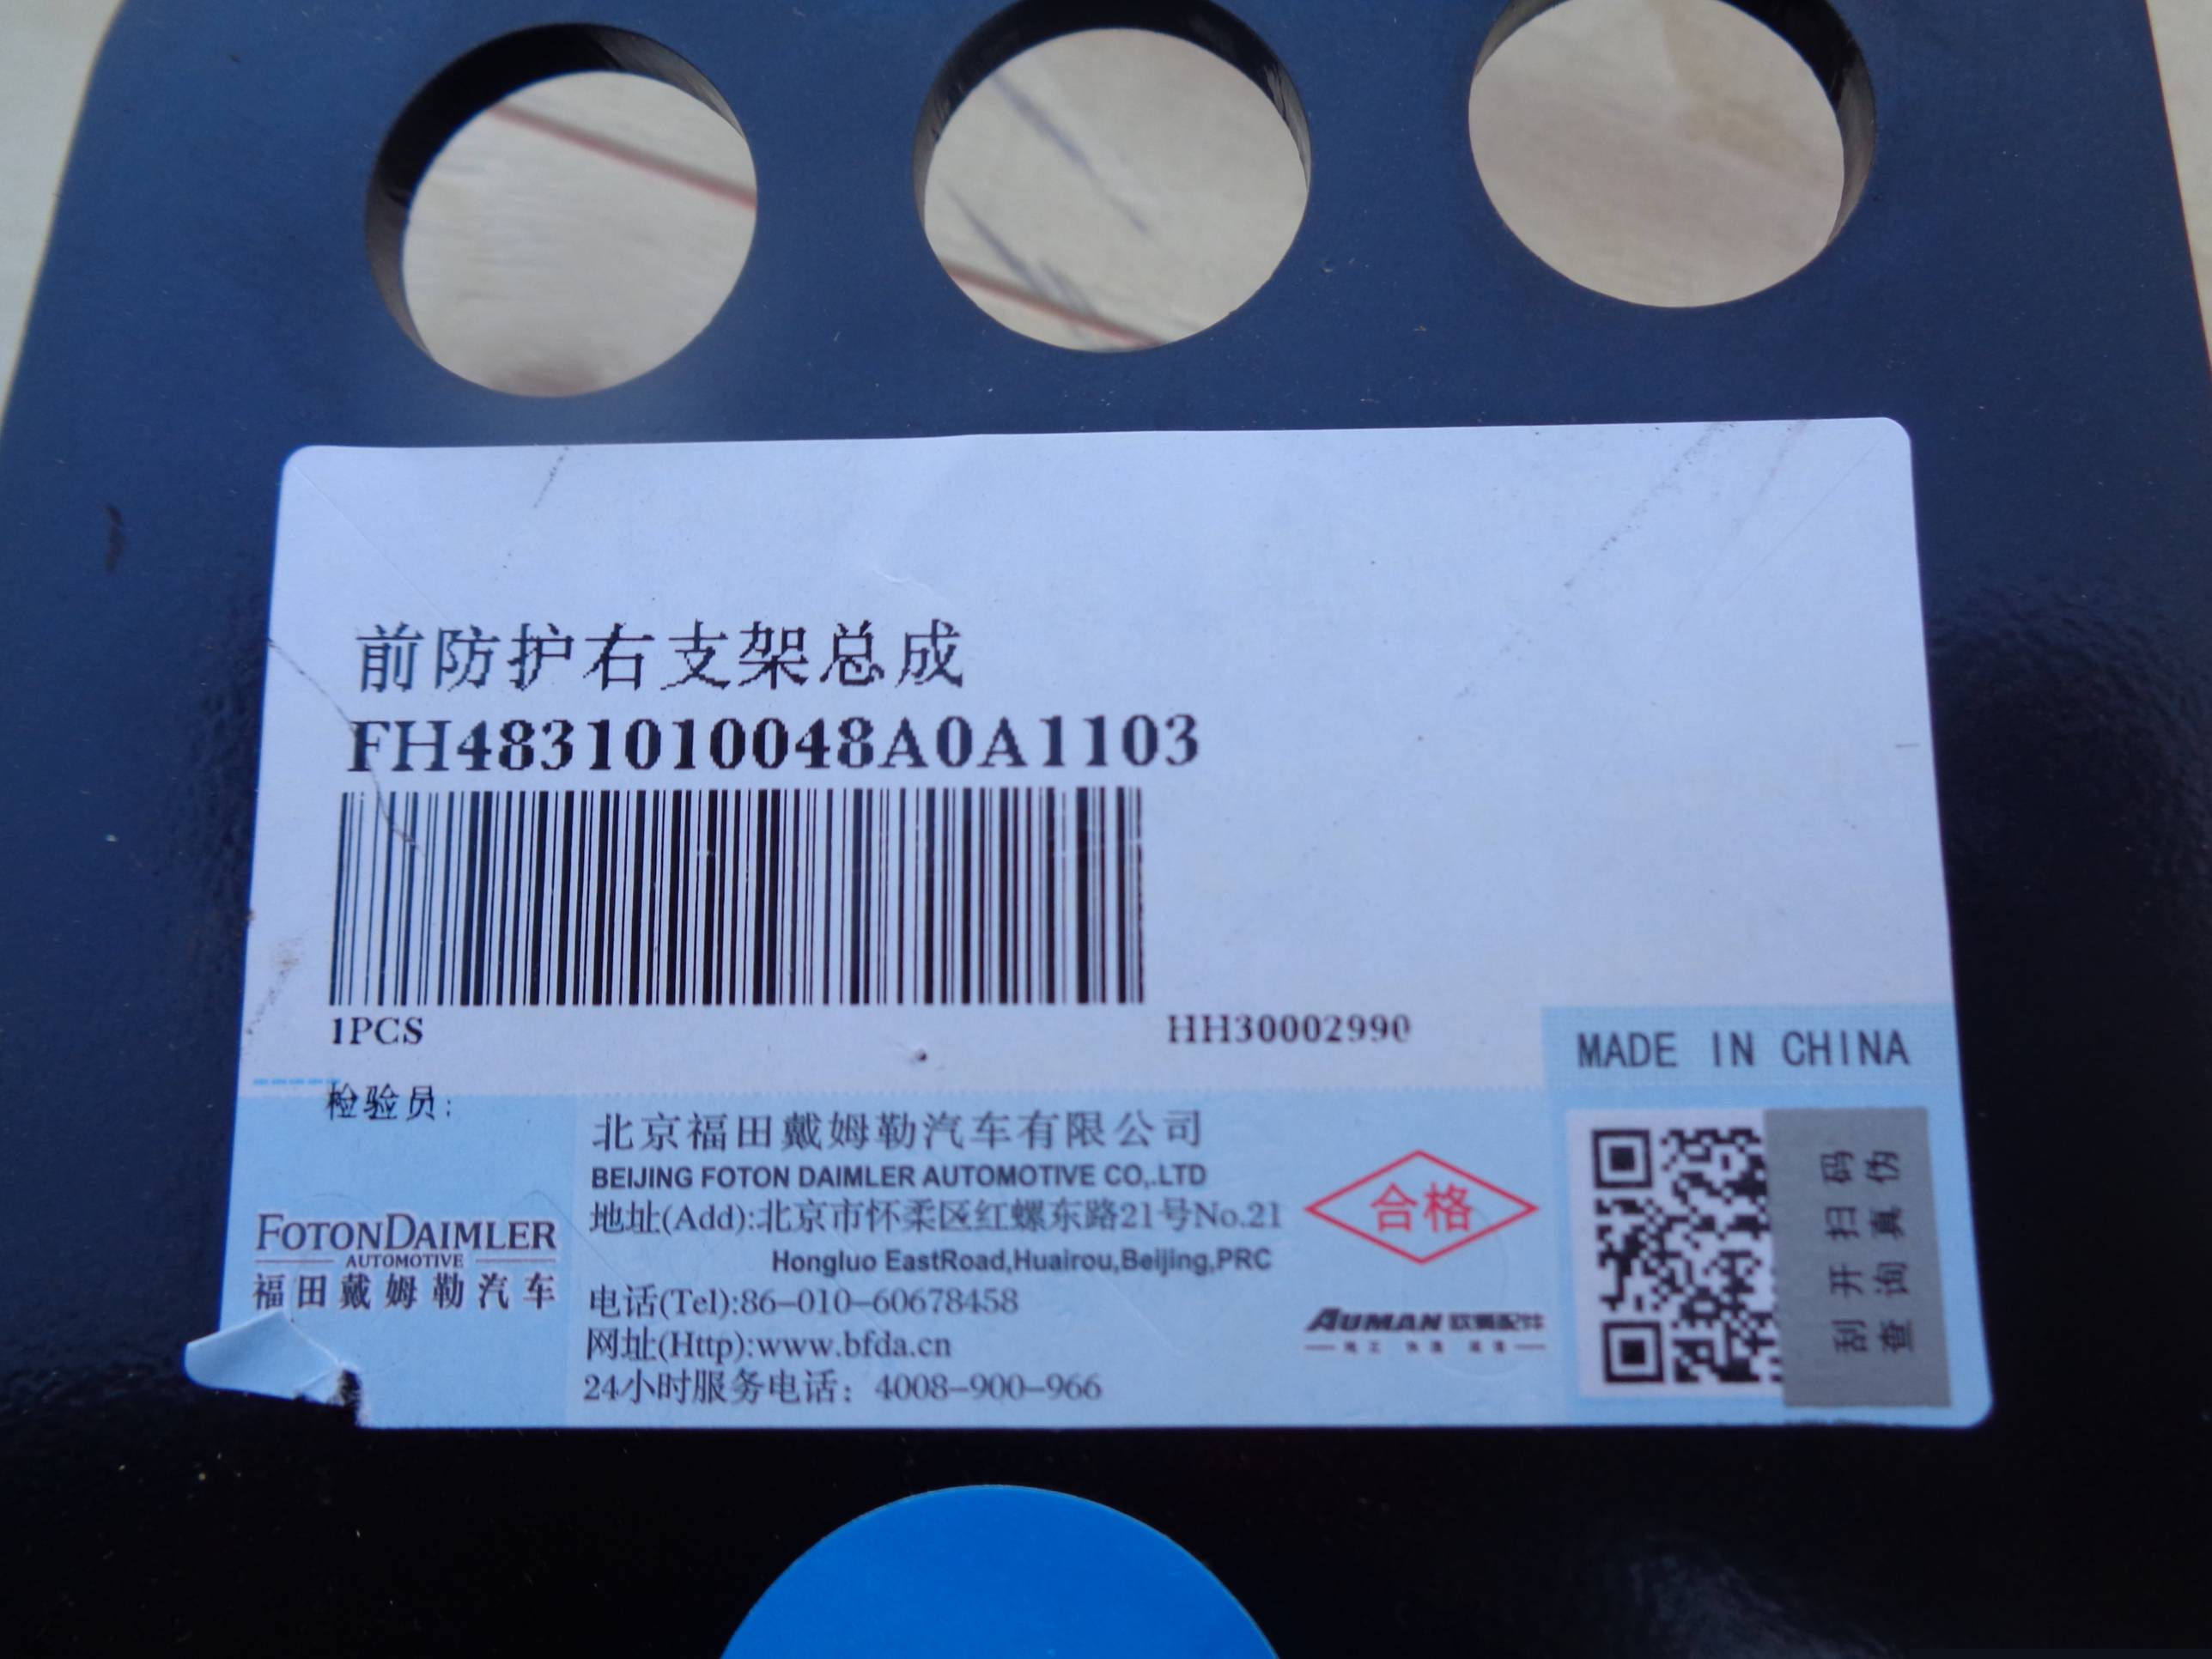 前防护右支架总成
FH4831010048A0A1103
1PCS
HH30002990
MADE IN CHINA
检验员:
北京福田戴姆勒汽车有限公司
BEIJING FOTON DAIMLER AUTOMOTIVE CO,.LTD
地址(Add):北京市怀柔区红螺东路21号No.21
Hongluo EastRoad,Huairou,Beijing,PRC
电话(Tel):86-010-60678458
网址(Http):www.bfda.cn
24小时服务电话：4008-900-966
FOTONDAIMLER
AUTOMOTIVE
福田戴姆勒汽车
合格
AUMAN 欧曼配件
刮开扫码
查询真伪